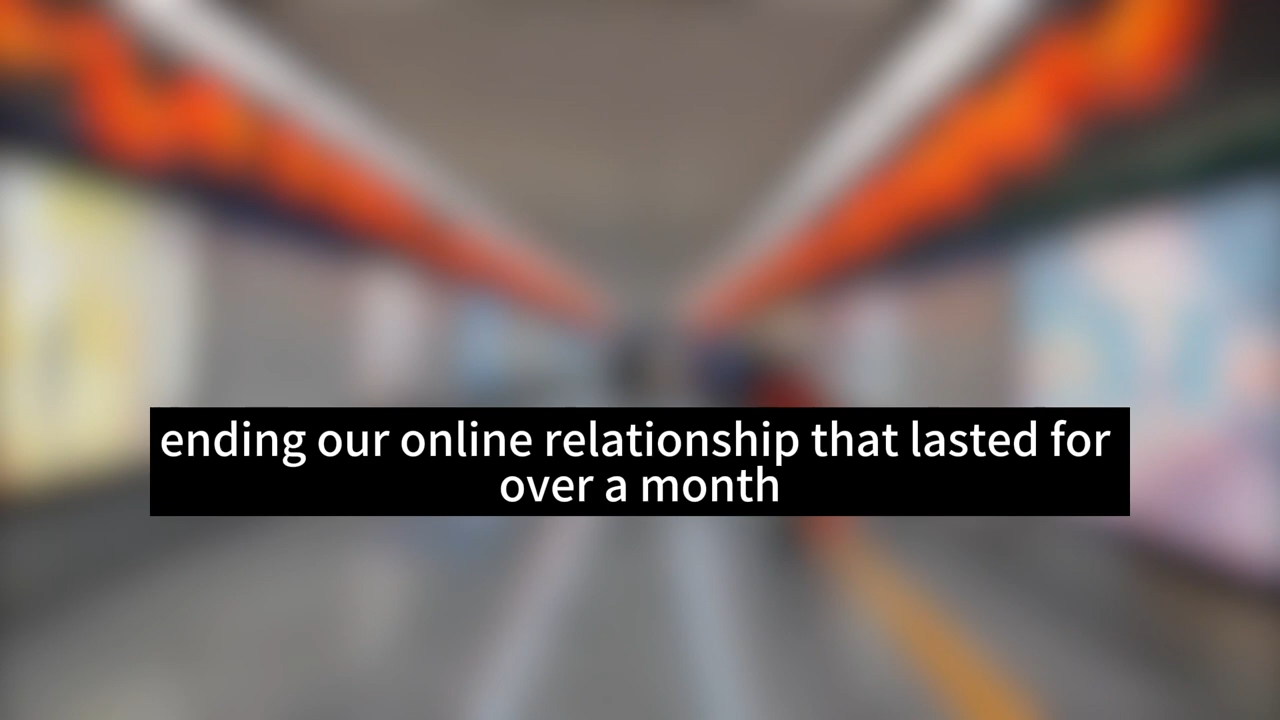 ending our online relationship that lasted for
over a month